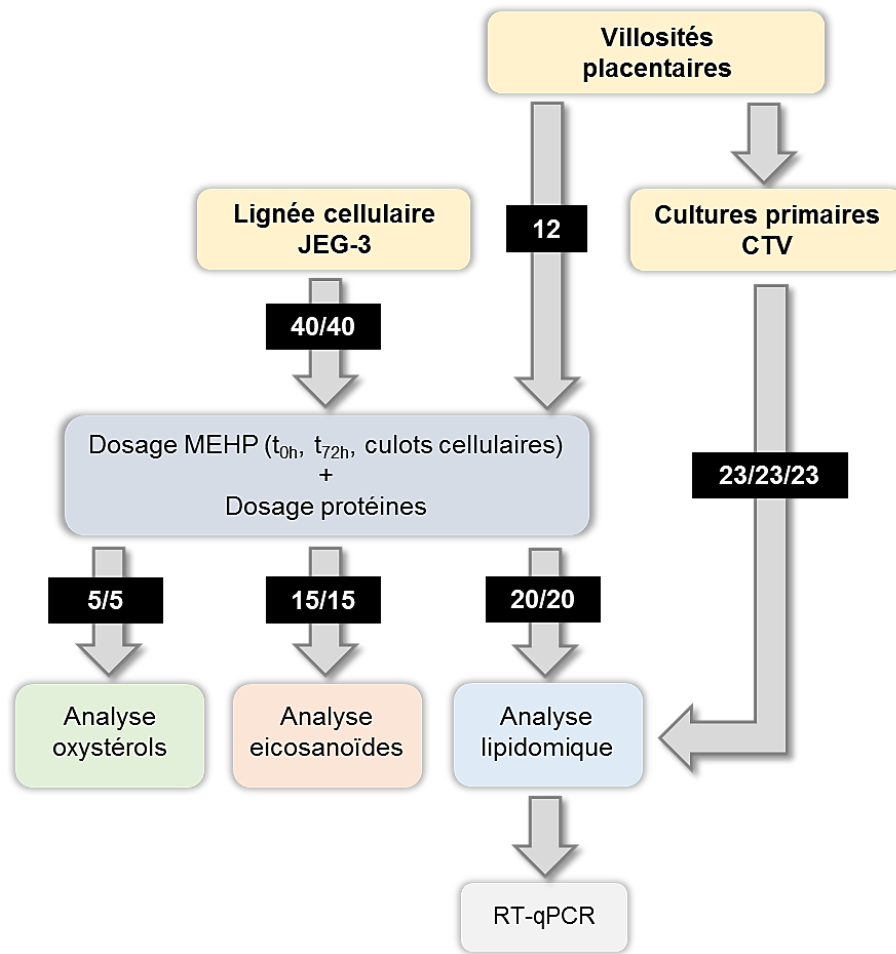 Villosités
placentaires
Lignée cellulaire
JEG-3
12
Cultures primaires
CTV
40/40
Dosage MEHP (t0h, t72h, culots cellulaires)
+
Dosage protéines
23/23/23
5/5
15/15
20/20
Analyse
oxystérols
Analyse
eicosanoïdes
Analyse
lipidomique
RT-qPCR